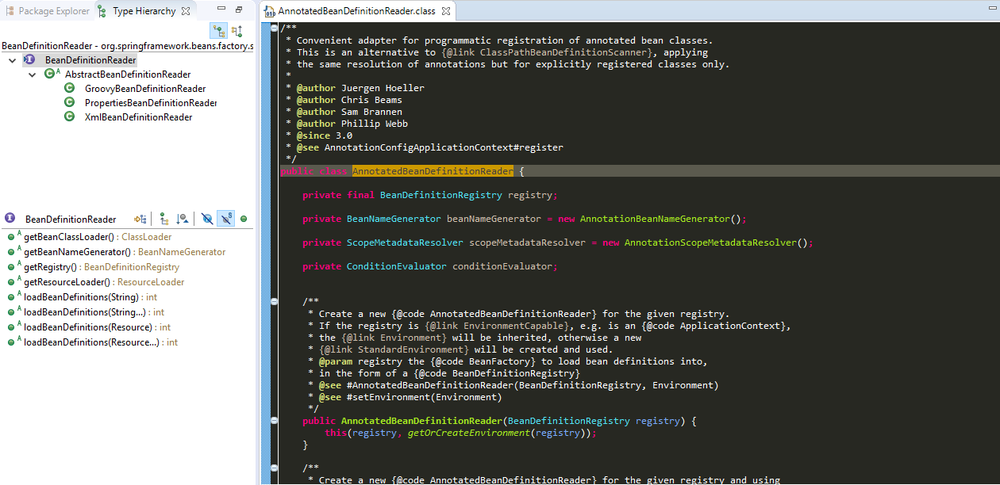 Package Explorer
Type Hierarchy
BeanDefinitionReader - org.springframework.beans.factory.s
BeanDefinitionReader
AbstractBeanDefinitionReader
GroovyBeanDefinitionReader
PropertiesBeanDefinitionReader
XmlBeanDefinitionReader
BeanDefinitionReader
getBeanClassLoader() : ClassLoader
getBeanNameGenerator() : BeanNameGenerator
getRegistry() : BeanDefinitionRegistry
getResourceLoader() : ResourceLoader
loadBeanDefinitions(String) : int
loadBeanDefinitions(String...) : int
loadBeanDefinitions(Resource) : int
loadBeanDefinitions(Resource...) : int
AnnotatedBeanDefinitionReader.class
/**
 * Convenient adapter for programmatic registration of annotated bean classes.
 * This is an alternative to {@link ClassPathBeanDefinitionScanner}, applying
 * the same resolution of annotations but for explicitly registered classes only.
 *
 * @author Juergen Hoeller
 * @author Chris Beams
 * @author Sam Brannen
 * @author Phillip Webb
 * @since 3.0
 * @see AnnotationConfigApplicationContext#register
 */
public class AnnotatedBeanDefinitionReader {
    private final BeanDefinitionRegistry registry;
    private BeanNameGenerator beanNameGenerator = new AnnotationBeanNameGenerator();
    private ScopeMetadataResolver scopeMetadataResolver = new AnnotationScopeMetadataResolver();
    private ConditionEvaluator conditionEvaluator;
    /**
     * Create a new {@code AnnotatedBeanDefinitionReader} for the given registry.
     * If the registry is {@link EnvironmentCapable}, e.g. is an {@code ApplicationContext},
     * the {@link Environment} will be inherited, otherwise a new
     * {@link StandardEnvironment} will be created and used.
     * @param registry the {@code BeanFactory} to load bean definitions into,
     * in the form of a {@code BeanDefinitionRegistry}
     * @see #AnnotatedBeanDefinitionReader(BeanDefinitionRegistry, Environment)
     * @see #setEnvironment(Environment)
     */
    public AnnotatedBeanDefinitionReader(BeanDefinitionRegistry registry) {
        this(registry, getOrCreateEnvironment(registry));
    }
    /**
     * Create a new {@code AnnotatedBeanDefinitionReader} for the given registry and using